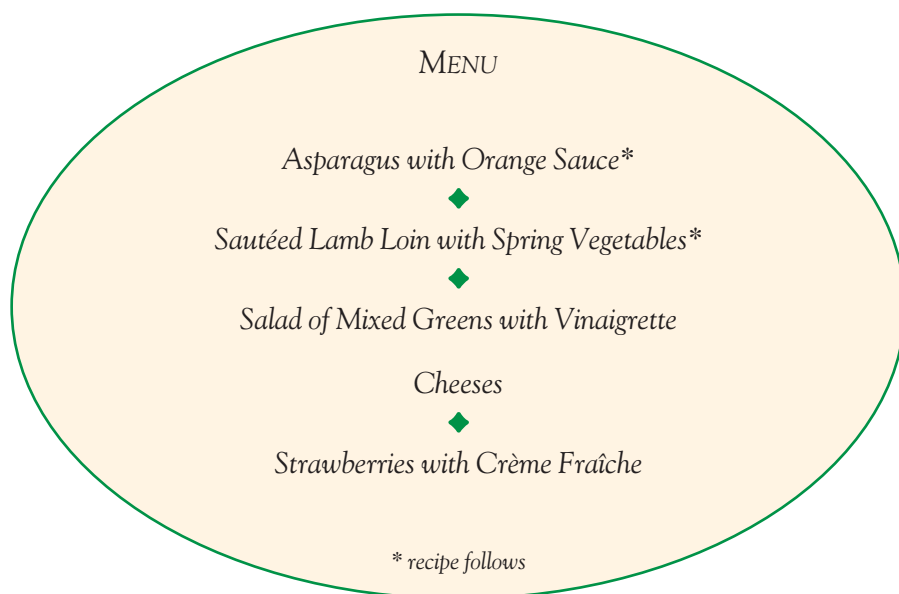 MENU
Asparagus with Orange Sauce*
Sautéed Lamb Loin with Spring Vegetables*
Salad of Mixed Greens with Vinaigrette
Cheeses
Strawberries with Crème Fraîche
* recipe follows